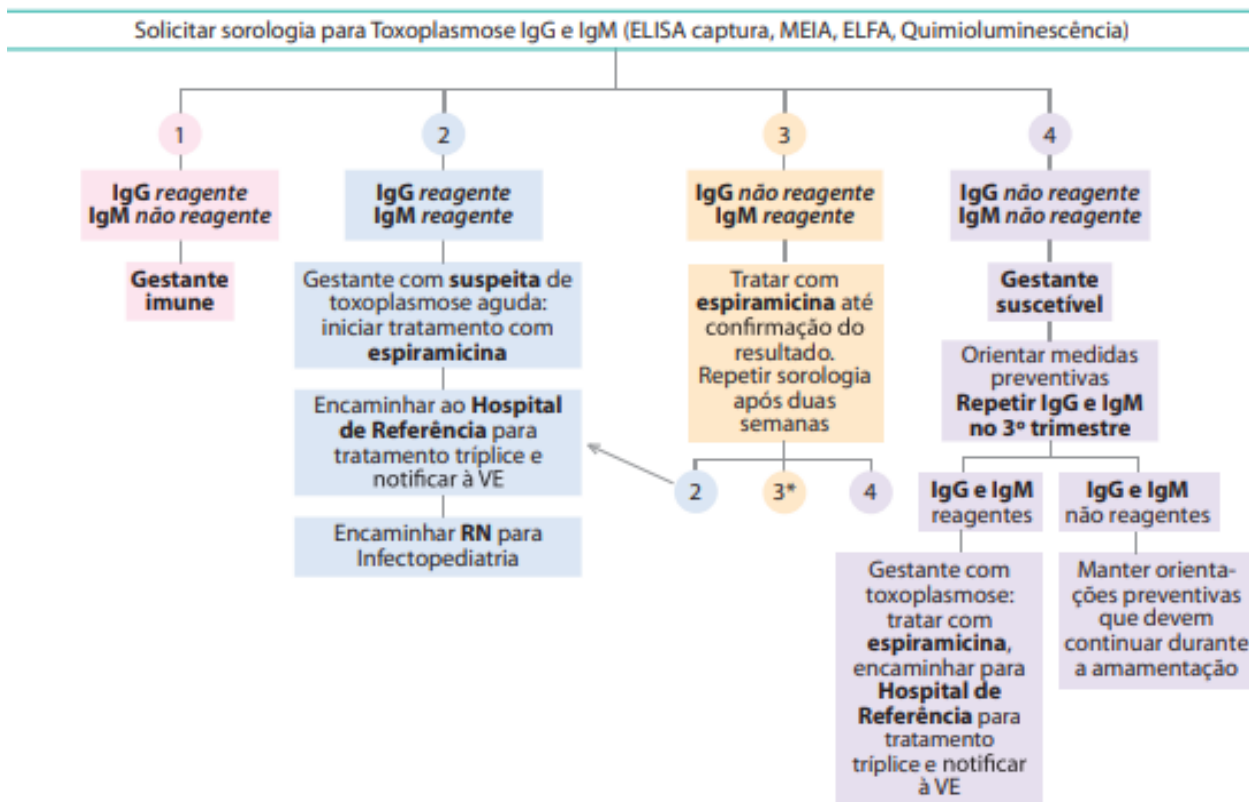 Solicitar sorologia para Toxoplasmose IgG e IgM (ELISA captura, MEIA, ELFA, Quimioluminescência)
1
IgG reagente
IgM não reagente
Gestante
imune
2
IgG reagente
IgM reagente
Gestante com suspeita de
toxoplasmose aguda:
iniciar tratamento com
espiramicina
Encaminhar ao Hospital
de Referência para
tratamento tríplice e
notificar à VE
Encaminhar RN para
Infectopediatria
3
IgG não reagente
IgM reagente
Tratar com
espiramicina até
confirmação do
resultado.
Repetir sorologia
após duas
semanas
2
3*
4
4
IgG não reagente
IgM não reagente
Gestante
suscetível
Orientar medidas
preventivas
Repetir IgG e IgM
no 3º trimestre
IgG e IgM
reagentes
Gestante com
toxoplasmose:
tratar com
espiramicina,
encaminhar para
Hospital de
Referência para
tratamento
tríplice e notificar
à VE
IgG e IgM
não reagentes
Manter orienta-
ções preventivas
que devem
continuar durante
a amamentação